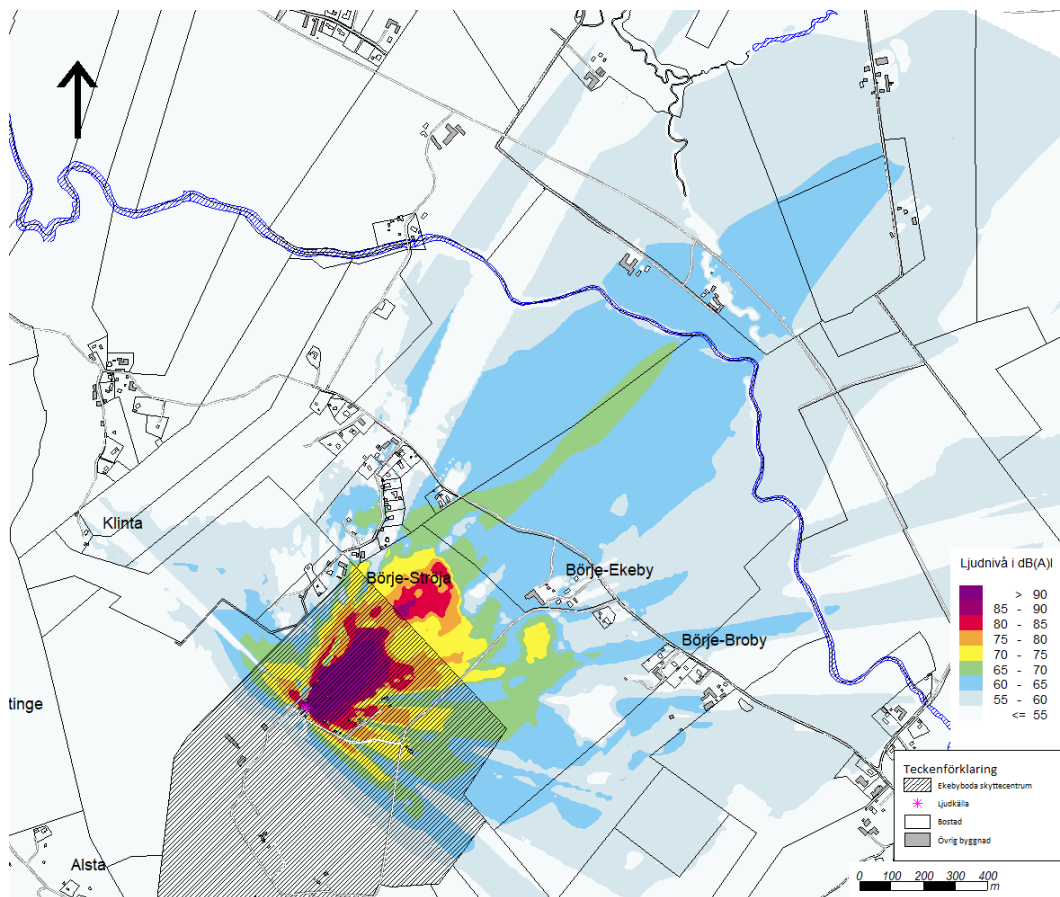 Klinta
Börje-Ströja
Börje-Ekeby
Börje-Broby
tinge
Alsta
Ljudnivå i dB(A)I
> 90
85 - 90
80 - 85
75 - 80
70 - 75
65 - 70
60 - 65
55 - 60
<= 55
Teckenförklaring
Ekebyboda skyttecentrum
Ljudkälla
Bostad
Övrig byggnad
0 100 200 300 400
m